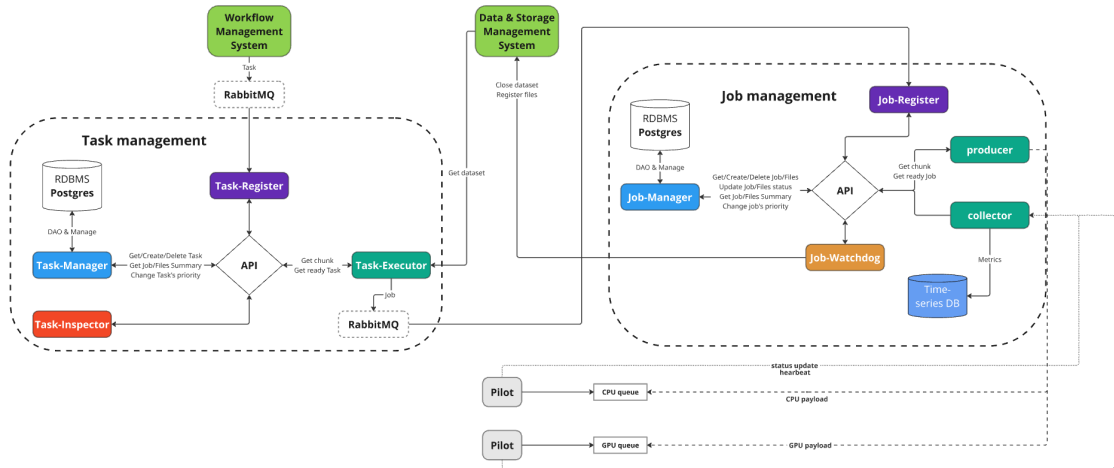 Workflow
Management
System
Data & Storage
Management
System
Task
RabbitMQ
Close dataset
Register files
Job management
Job-Register
RDBMS
Postgres
producer
Task management
DAO & Manage
Get chunk
Get ready Job
Get/Create/Delete Job/Files
Update Job/Files status
Get Job/Files Summary
Change job's priority
Job-Manager
API
RDBMS
Postgres
Task-Register
Get dataset
collector
DAO & Manage
Job-Watchdog
Metrics
Task-Manager
Get/Create/Delete Task
Get Job/Files Summary
Change Task's priority
API
Get chunk
Get ready Task
Task-Executor
Time-
series DB
Job
Task-Inspector
RabbitMQ
status update
hearbeat
Pilot
CPU queue
CPU payload
Pilot
GPU queue
GPU payload